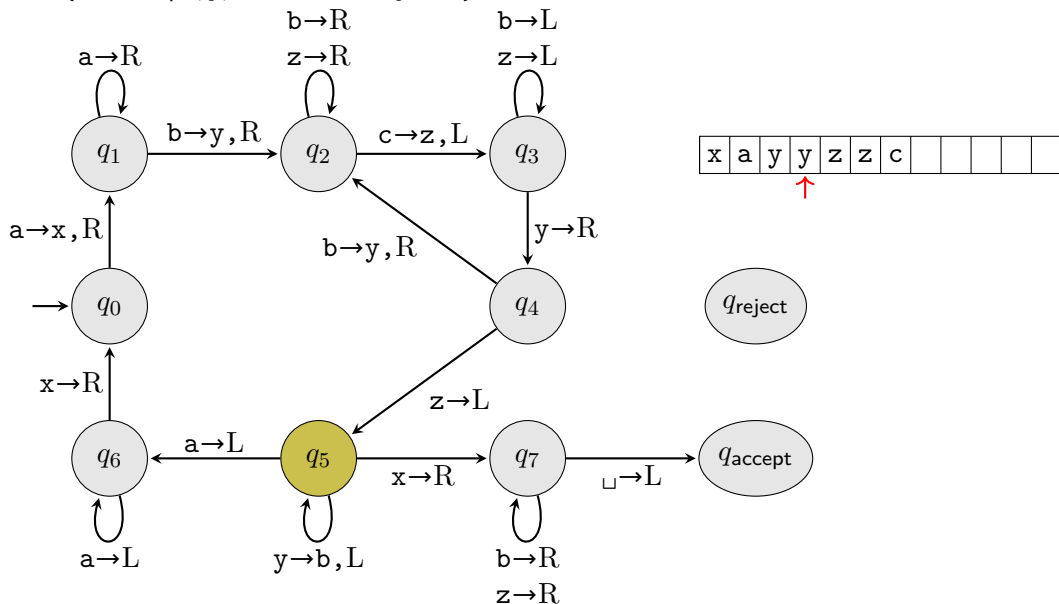 b→R
b→L
a→R
z→R
z→L
q1
b→y,R
q2
c→z,L
q3
x a y y z z c
a→x,R
b→y,R
y→R
q0
q4
qreject
x→R
z→L
q6
a→L
q5
x→R
q7
␣→L
qaccept
a→L
y→b,L
b→R
z→R